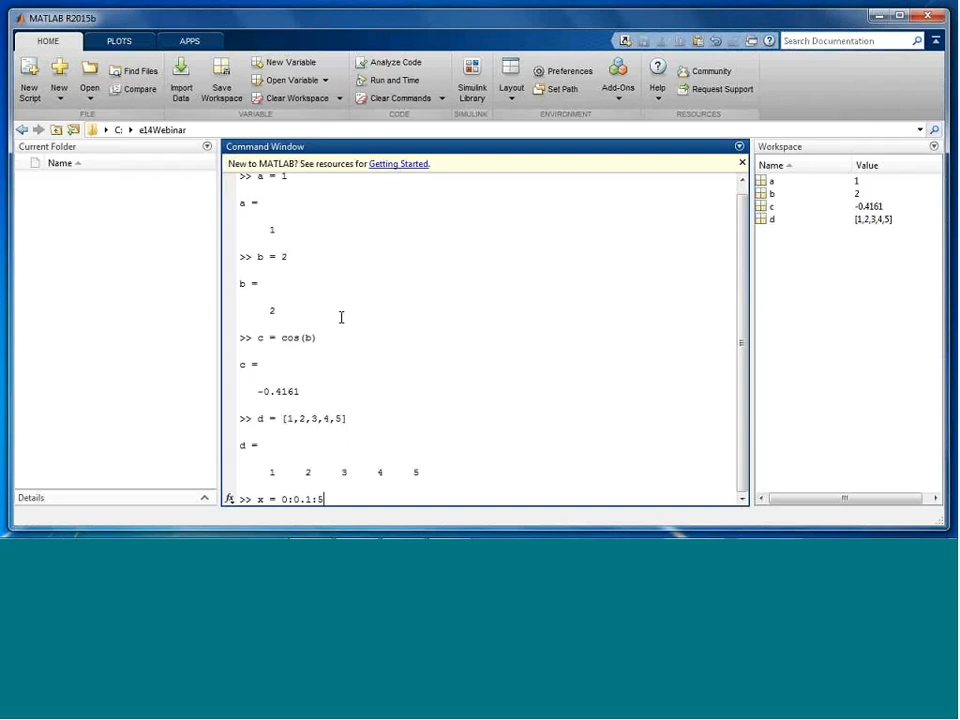 MATLAB R2015b
HOME PLOTS APPS
Search Documentation
New Script
New
Open
Find Files
Compare
Import Data
Save Workspace
New Variable
Open Variable
Clear Workspace
Analyze Code
Run and Time
Clear Commands
Simulink Library
Layout
Preferences
Set Path
Add-Ons
Help
Community
Request Support
FILE VARIABLE CODE SIMULINK ENVIRONMENT RESOURCES
C: e14Webinar
Current Folder
Name
Details
Command Window
New to MATLAB? See resources for Getting Started.
>> a = 1
a =
1
>> b = 2
b =
2
>> c = cos(b)
c =
-0.4161
>> d = [1,2,3,4,5]
d =
1 2 3 4 5
fx >> x = 0:0.1:5
Workspace
Name Value
a 1
b 2
c -0.4161
d [1,2,3,4,5]